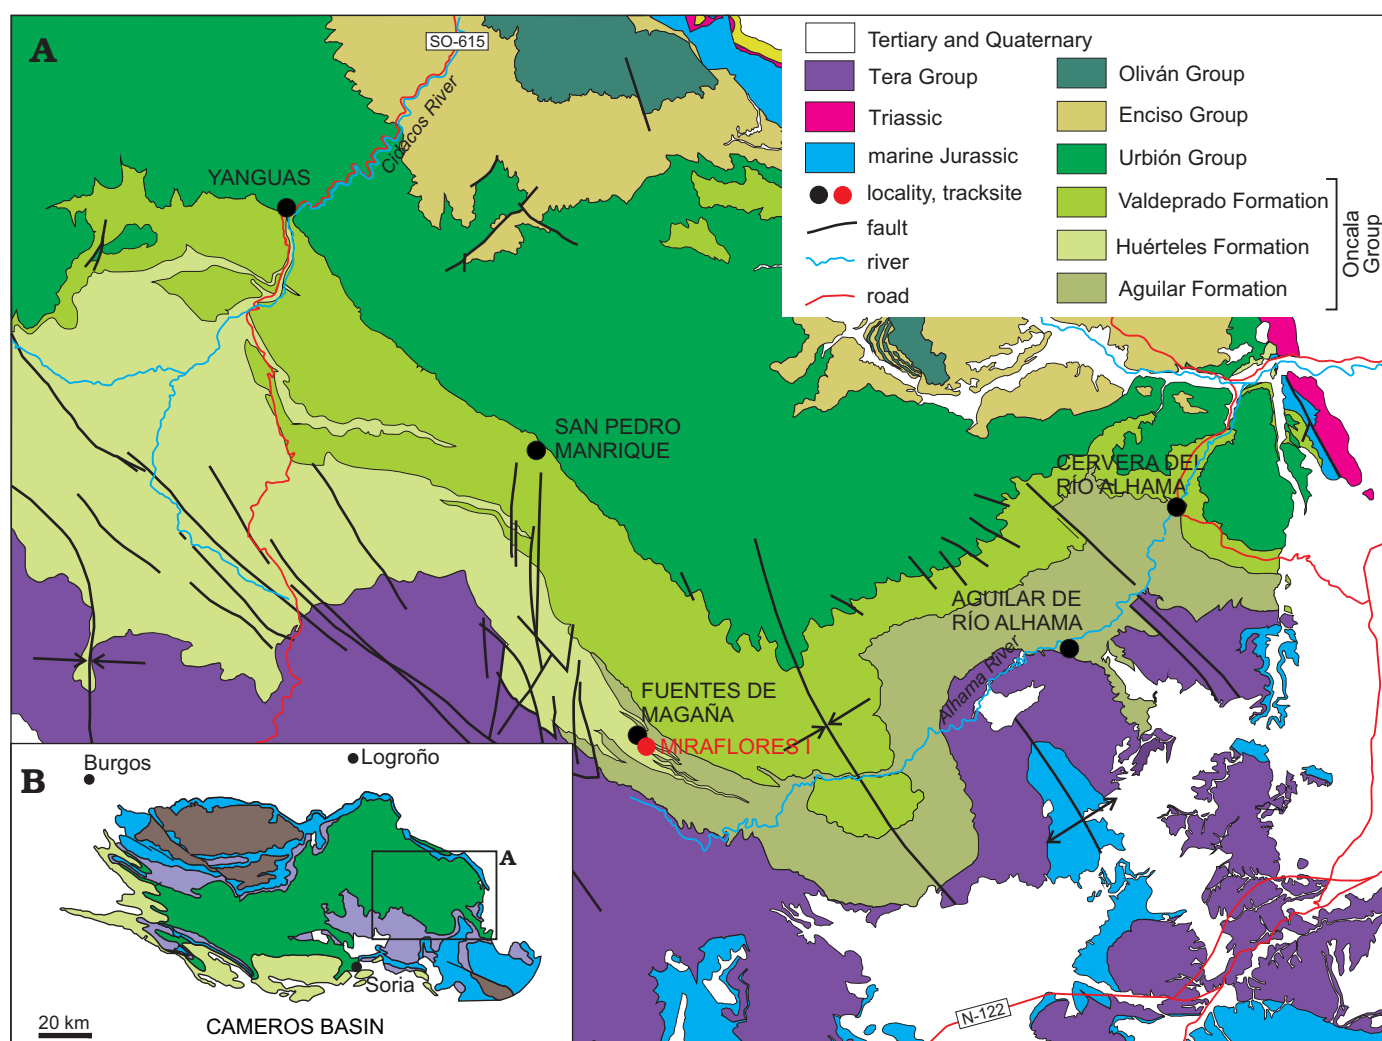 A
SO-615
Cidacos River
YANGUAS
SAN PEDRO
MANRIQUE
CERVERA DEL
RÍO ALHAMA
AGUILAR DE
RÍO ALHAMA
Alhama River
FUENTES DE
MAGAÑA
MIRAFLORES I
N-122
Tertiary and Quaternary
Tera Group
Triassic
marine Jurassic
locality, tracksite
fault
river
road
Oliván Group
Enciso Group
Urbión Group
Valdeprado Formation
Huérteles Formation
Aguilar Formation
Oncala
Group
B
Burgos
Logroño
A
Soria
20 km
CAMEROS BASIN